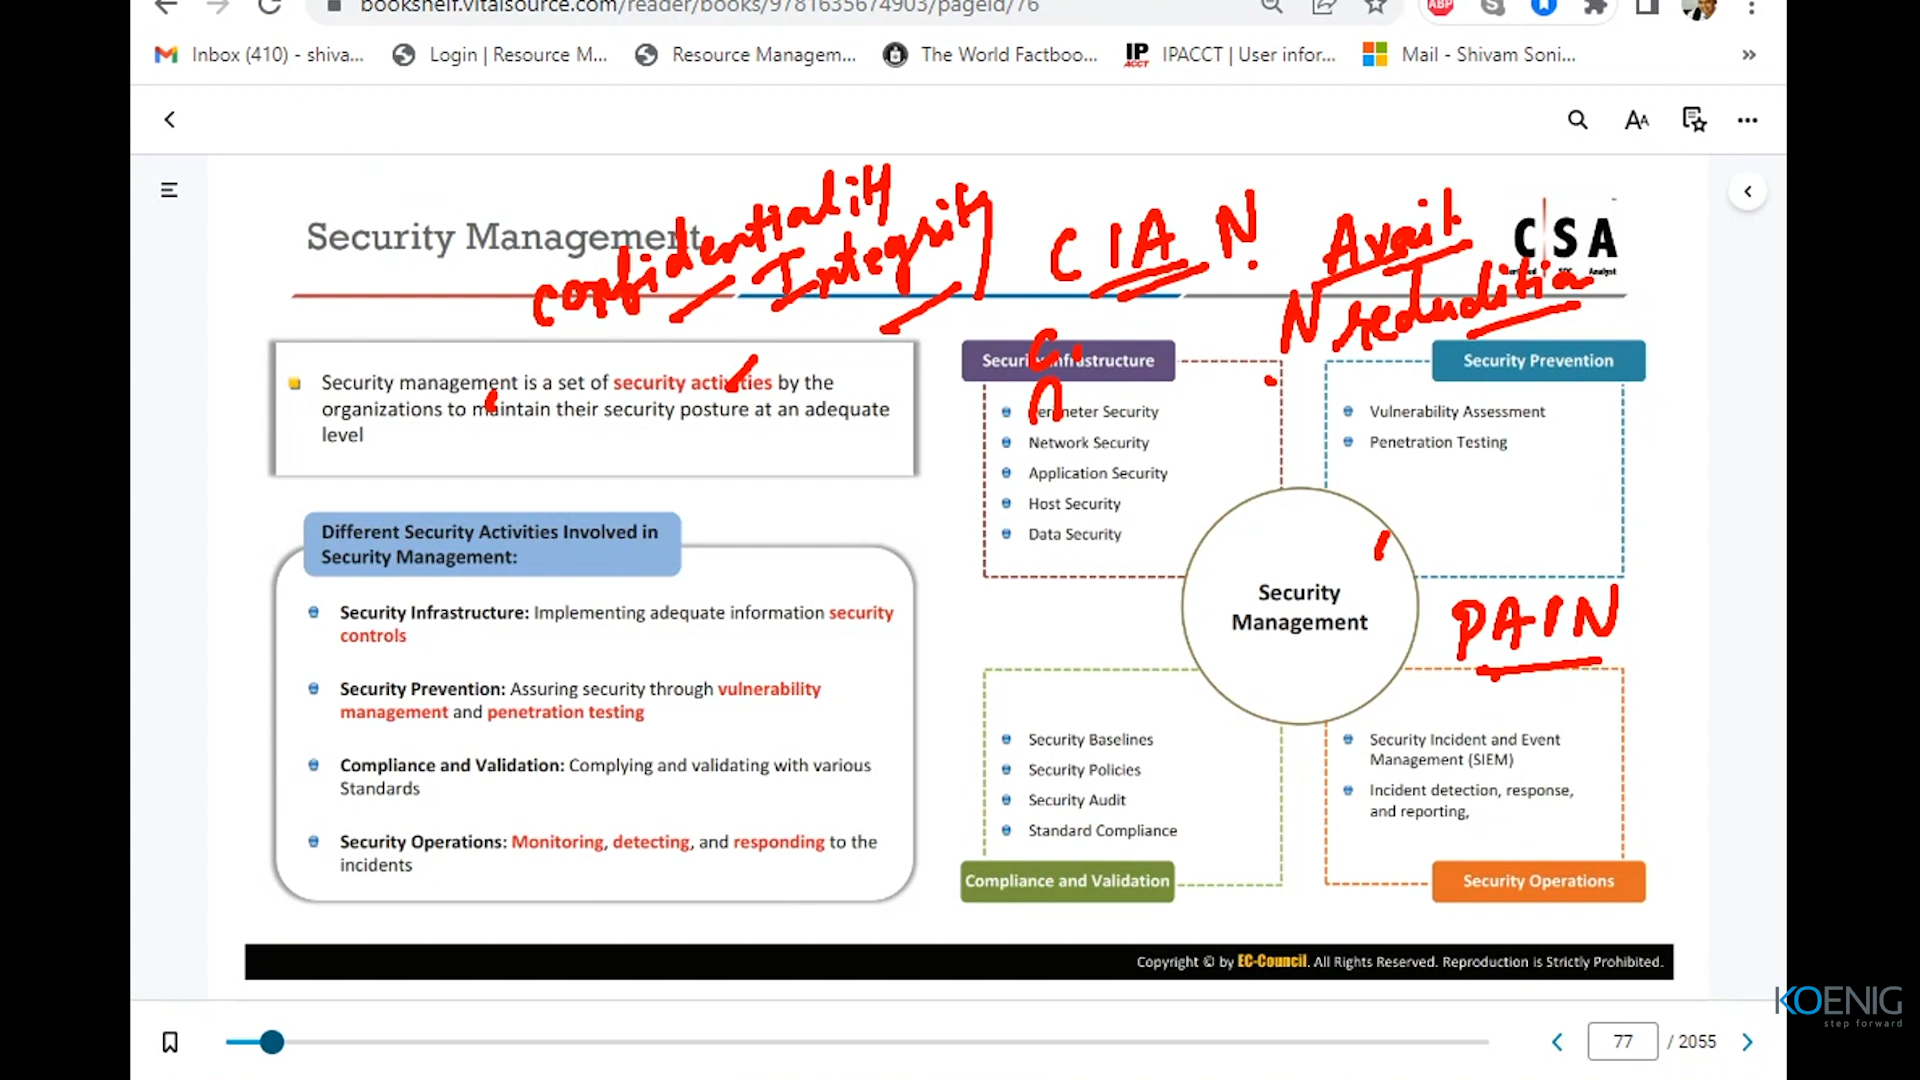 bookshelf.vitalsource.com/reader/books/9781635674903/pageid/76
ABP
Inbox (410) - shiva...
Login | Resource M...
Resource Managem...
The World Factboo...
IP
ACCT
IPACCT | User infor...
Mail - Shivam Soni...
»
AA
Security Management
confidentiality
Integrity
CIAN
Avait
N
CSA
Analyst
Security management is a set of security activities by the
organizations to maintain their security posture at an adequate
level
Different Security Activities Involved in
Security Management:
Security Infrastructure: Implementing adequate information security
controls
Security Prevention: Assuring security through vulnerability
management and penetration testing
Compliance and Validation: Complying and validating with various
Standards
Security Operations: Monitoring, detecting, and responding to the
incidents
Security Infrastructure
Perimeter Security
Network Security
Application Security
Host Security
Data Security
Security Prevention
Vulnerability Assessment
Penetration Testing
Security
Management
PAIN
Security Baselines
Security Policies
Security Audit
Standard Compliance
Compliance and Validation
Security Incident and Event
Management (SIEM)
Incident detection, response,
and reporting,
Security Operations
Copyright © by EC-Council. All Rights Reserved. Reproduction is Strictly Prohibited.
KOENIG
step forward
77 / 2055